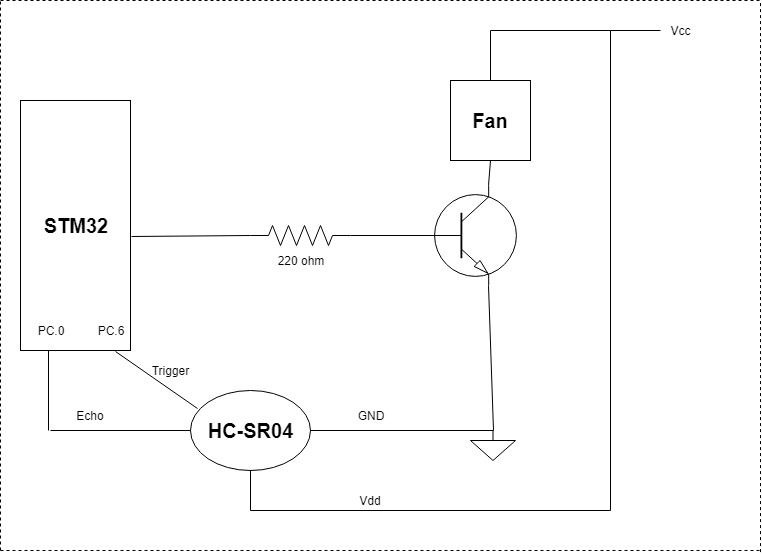 Vcc
Fan
STM32
220 ohm
PC.0 PC.6
Trigger
Echo
HC-SR04
GND
Vdd